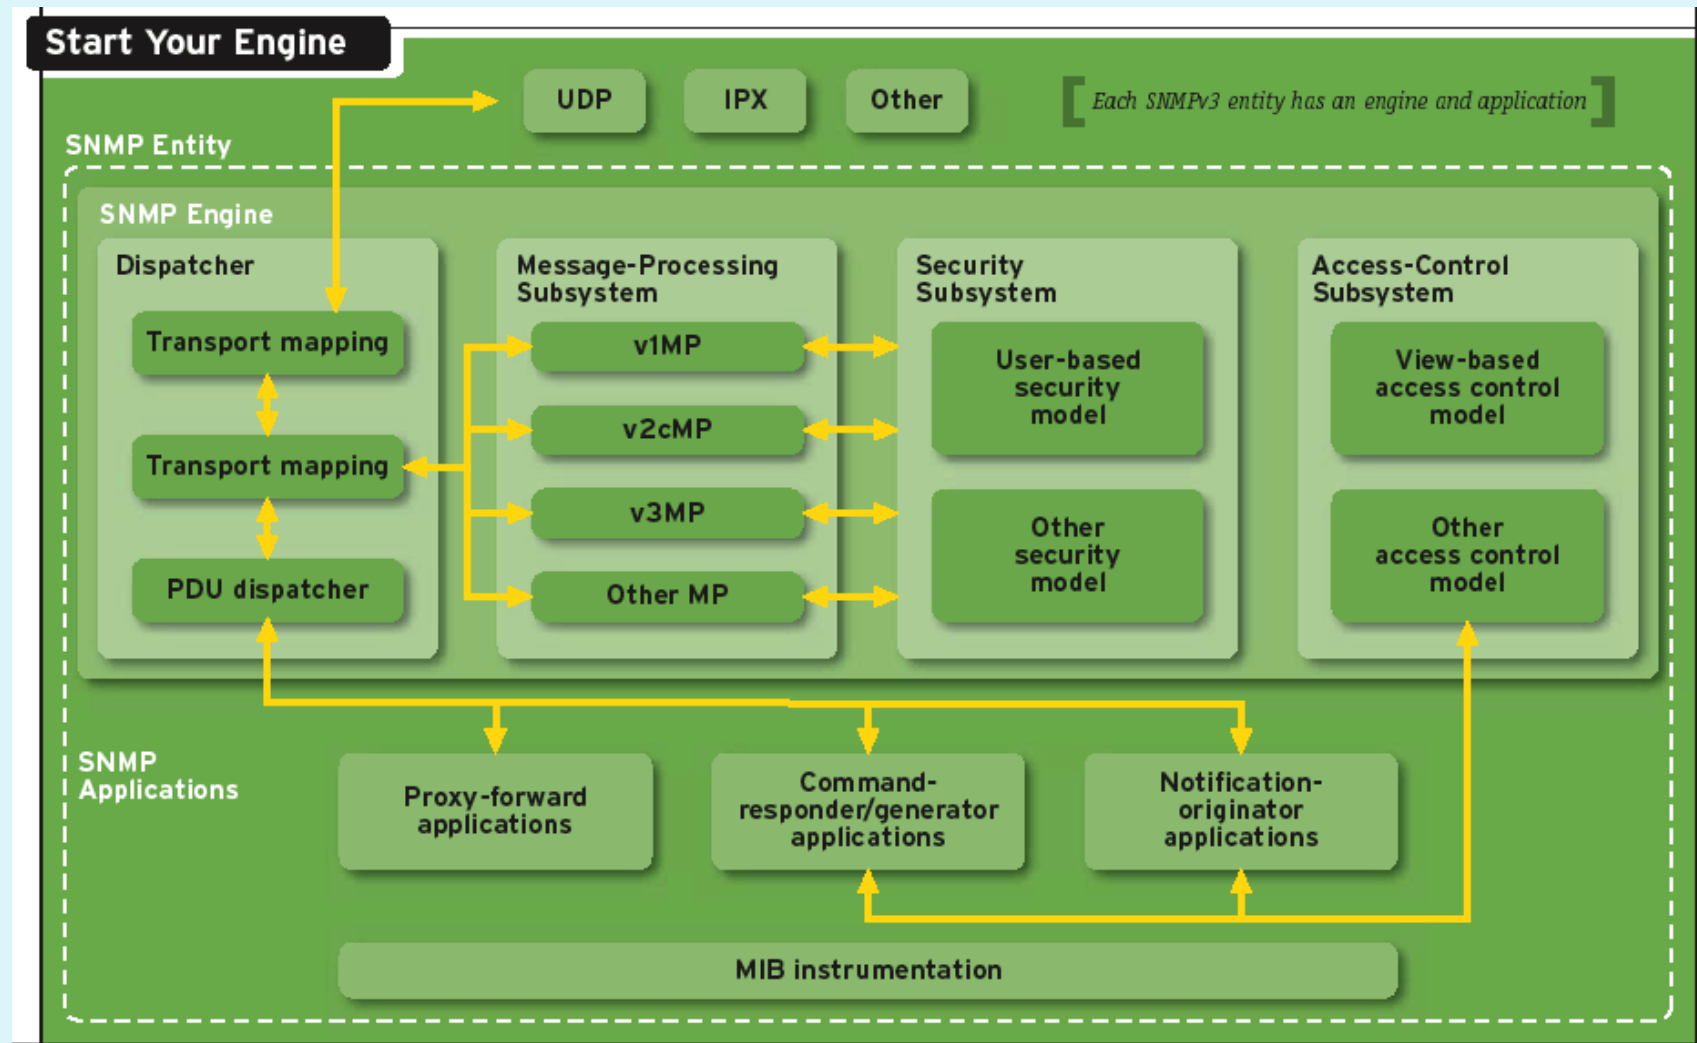 Start Your Engine
UDP
IPX
Other
Each SNMPv3 entity has an engine and application
SNMP Entity
SNMP Engine
Dispatcher
Transport mapping
Transport mapping
PDU dispatcher
Message-Processing
Subsystem
v1MP
v2cMP
v3MP
Other MP
Security
Subsystem
User-based
security
model
Other
security
model
Access-Control
Subsystem
View-based
access control
model
Other
access control
model
SNMP
Applications
Proxy-forward
applications
Command-
responder/generator
applications
Notification-
originator
applications
MIB instrumentation